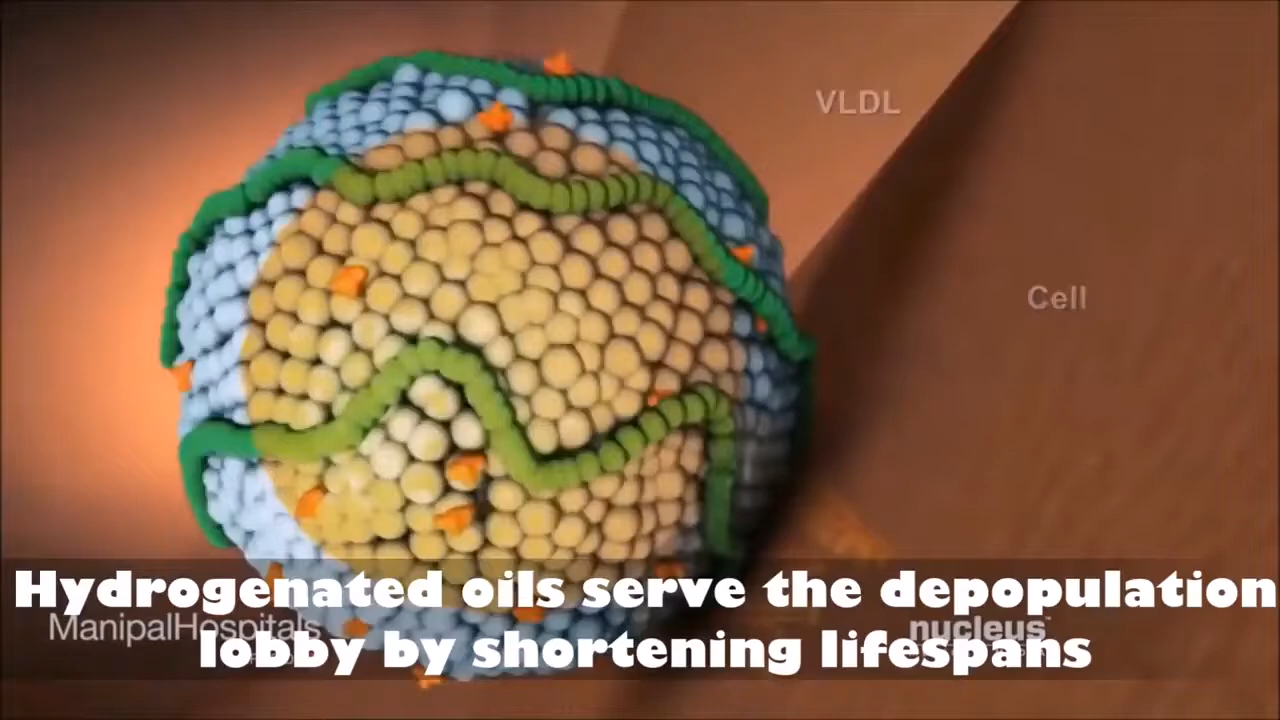 VLDL
Cell
Hydrogenated oils serve the depopulation
ManipalHospitals
nucleus
lobby by shortening lifespans